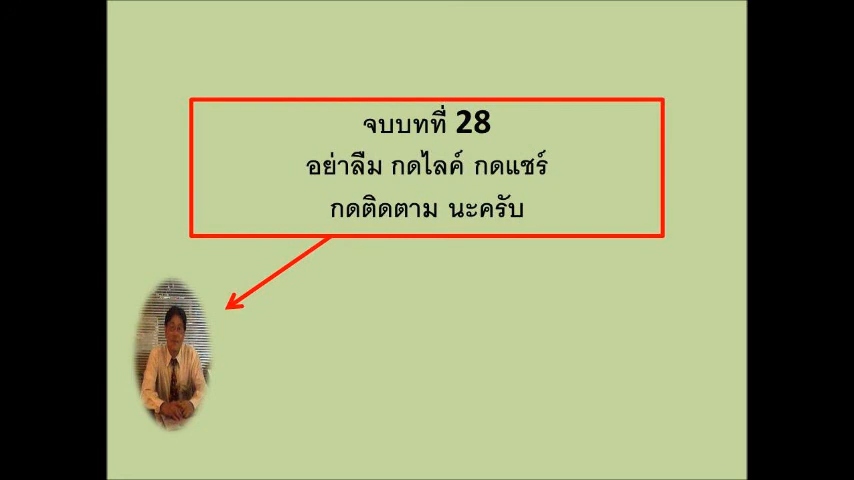 จบบทที่ 28
อย่าลืม กดไลค์ กดแชร์
กดติดตาม นะครับ